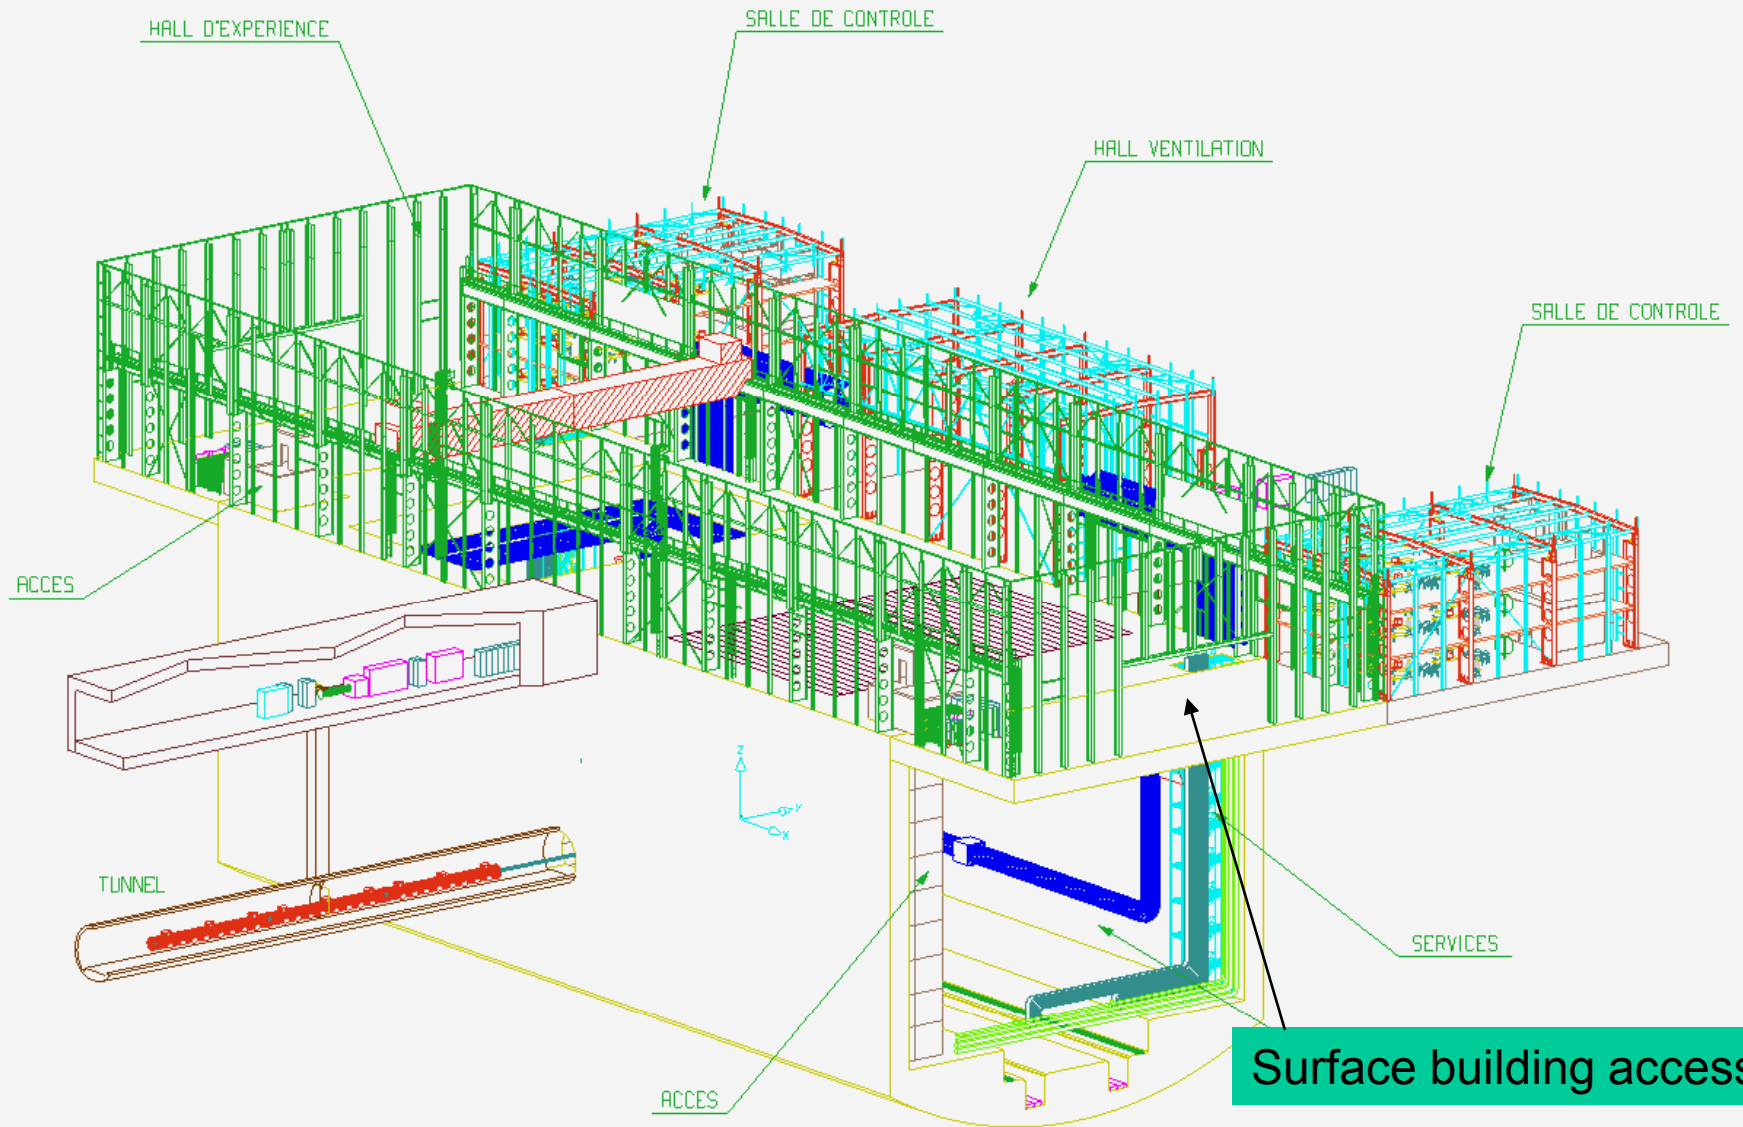 SALLE DE CONTROLE
HALL D'EXPERIENCE
HALL VENTILATION
SALLE DE CONTROLE
ACCES
Z
Y
X
TUNNEL
SERVICES
Surface building access
ACCES